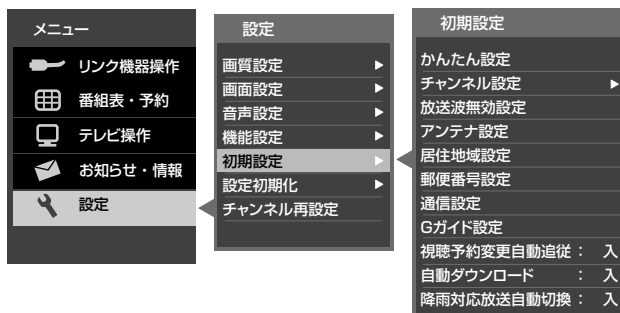 メニュー
リンク機器操作
番組表・予約
テレビ操作
お知らせ・情報
設定
設定
画質設定
画面設定
音声設定
機能設定
初期設定
設定初期化
チャンネル再設定
初期設定
かんたん設定
チャンネル設定
放送波無効設定
アンテナ設定
居住地域設定
郵便番号設定
通信設定
Gガイド設定
視聴予約変更自動追従： 入
自動ダウンロード ： 入
降雨対応放送自動切換： 入